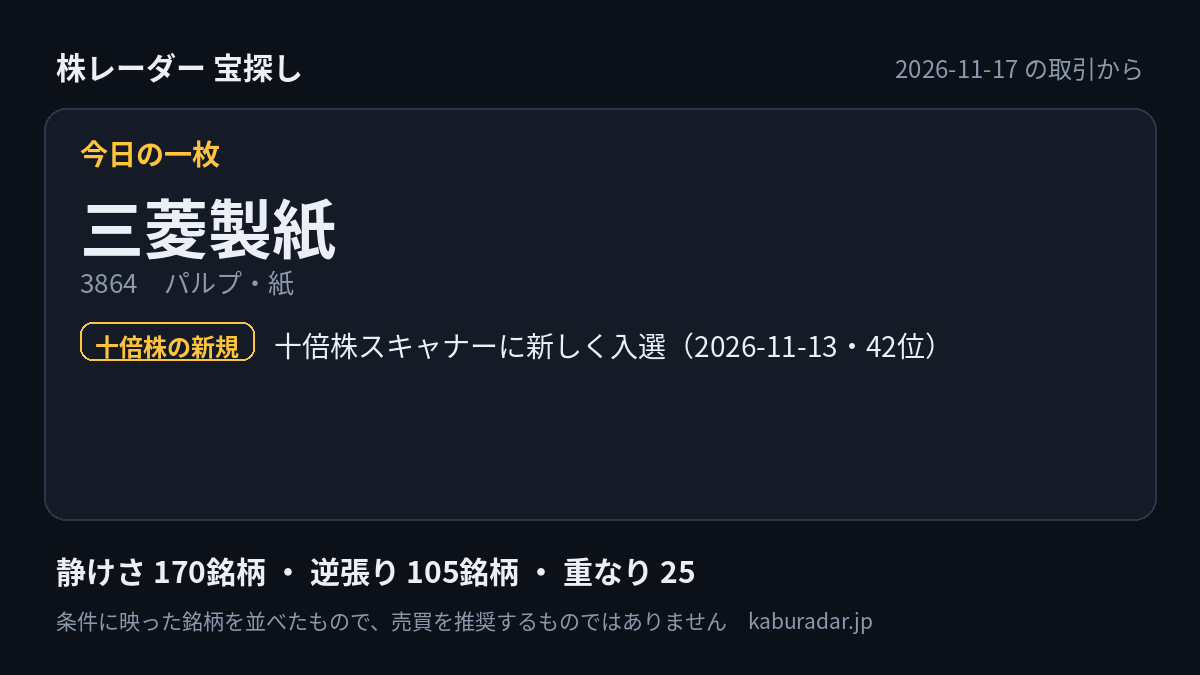 株レーダー 宝探し
2026-11-17 の取引から
今日の一枚
三菱製紙
3864 パルプ・紙
十倍株の新規 十倍株スキャナーに新しく入選（2026-11-13・42位）
静けさ 170銘柄 ・ 逆張り 105銘柄 ・ 重なり 25
条件に映った銘柄を並べたもので、売買を推奨するものではありません kaburadar.jp